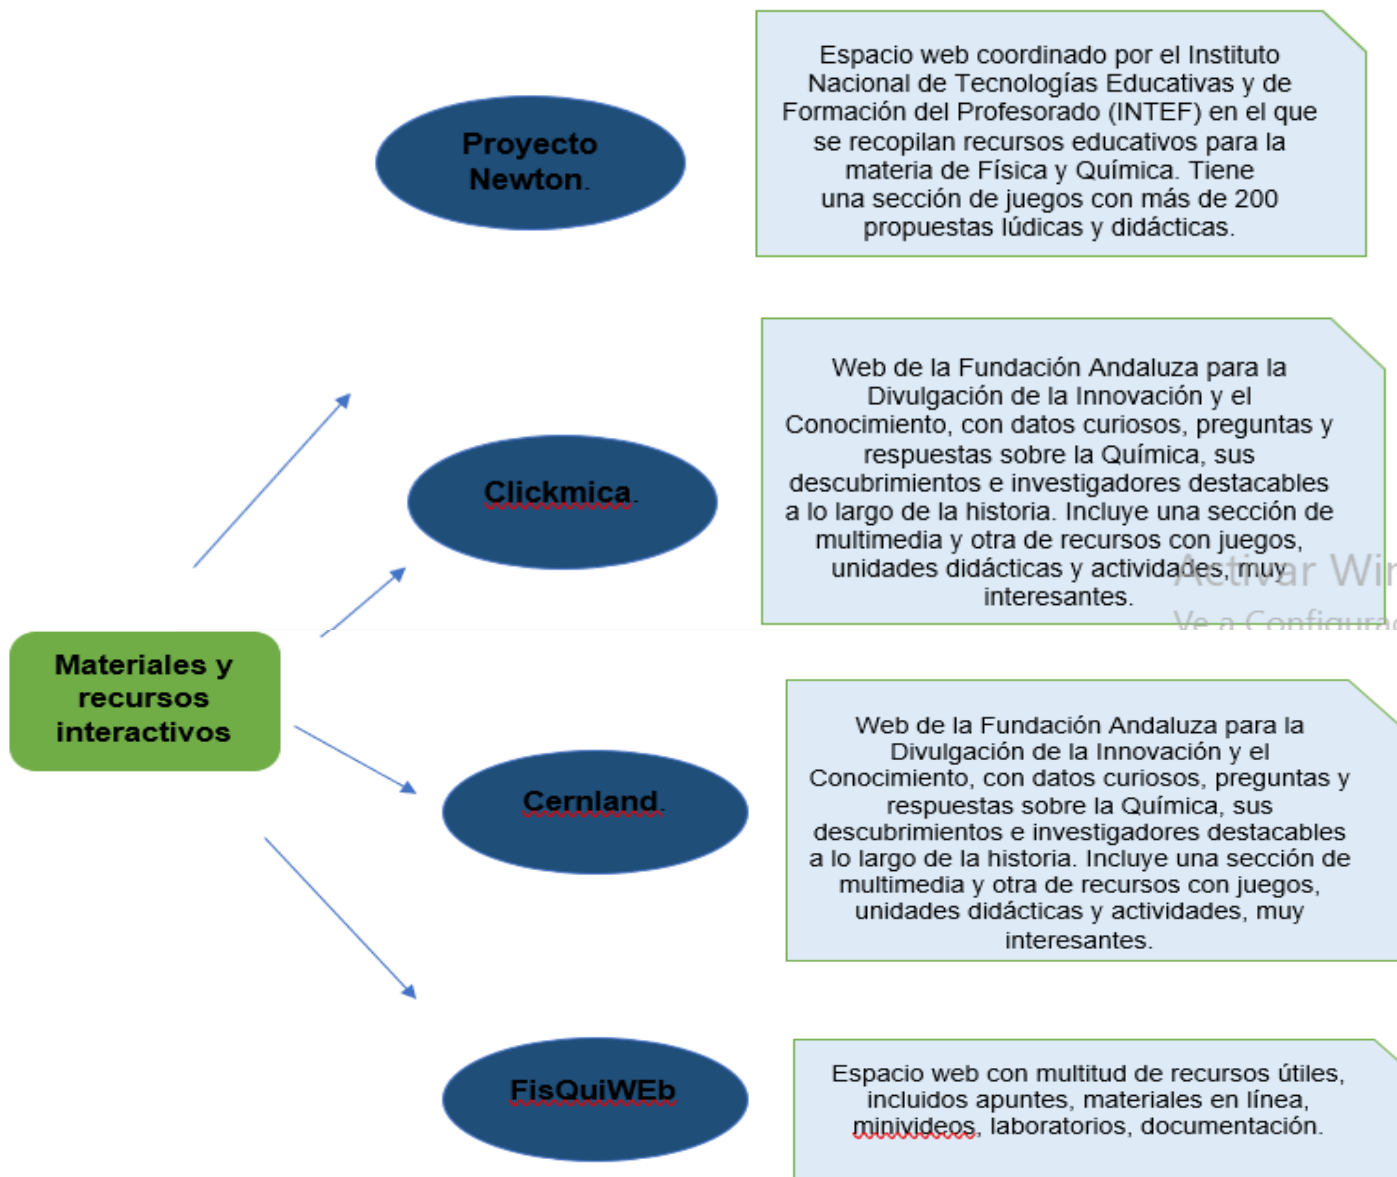 Proyecto
Newton.
Espacio web coordinado por el Instituto
Nacional de Tecnologías Educativas y de
Formación del Profesorado (INTEF) en el que
se recopilan recursos educativos para la
materia de Física y Química. Tiene
una sección de juegos con más de 200
propuestas lúdicas y didácticas.
Clickmica.
Web de la Fundación Andaluza para la
Divulgación de la Innovación y el
Conocimiento, con datos curiosos, preguntas y
respuestas sobre la Química, sus
descubrimientos e investigadores destacables
a lo largo de la historia. Incluye una sección de
multimedia y otra de recursos con juegos,
unidades didácticas y actividades, muy
interesantes.
Activar Win
Ve a Configurac
Materiales y
recursos
interactivos
Cernland.
Web de la Fundación Andaluza para la
Divulgación de la Innovación y el
Conocimiento, con datos curiosos, preguntas y
respuestas sobre la Química, sus
descubrimientos e investigadores destacables
a lo largo de la historia. Incluye una sección de
multimedia y otra de recursos con juegos,
unidades didácticas y actividades, muy
interesantes.
FisQuiWEb
Espacio web con multitud de recursos útiles,
incluidos apuntes, materiales en línea,
minivideos, laboratorios, documentación.